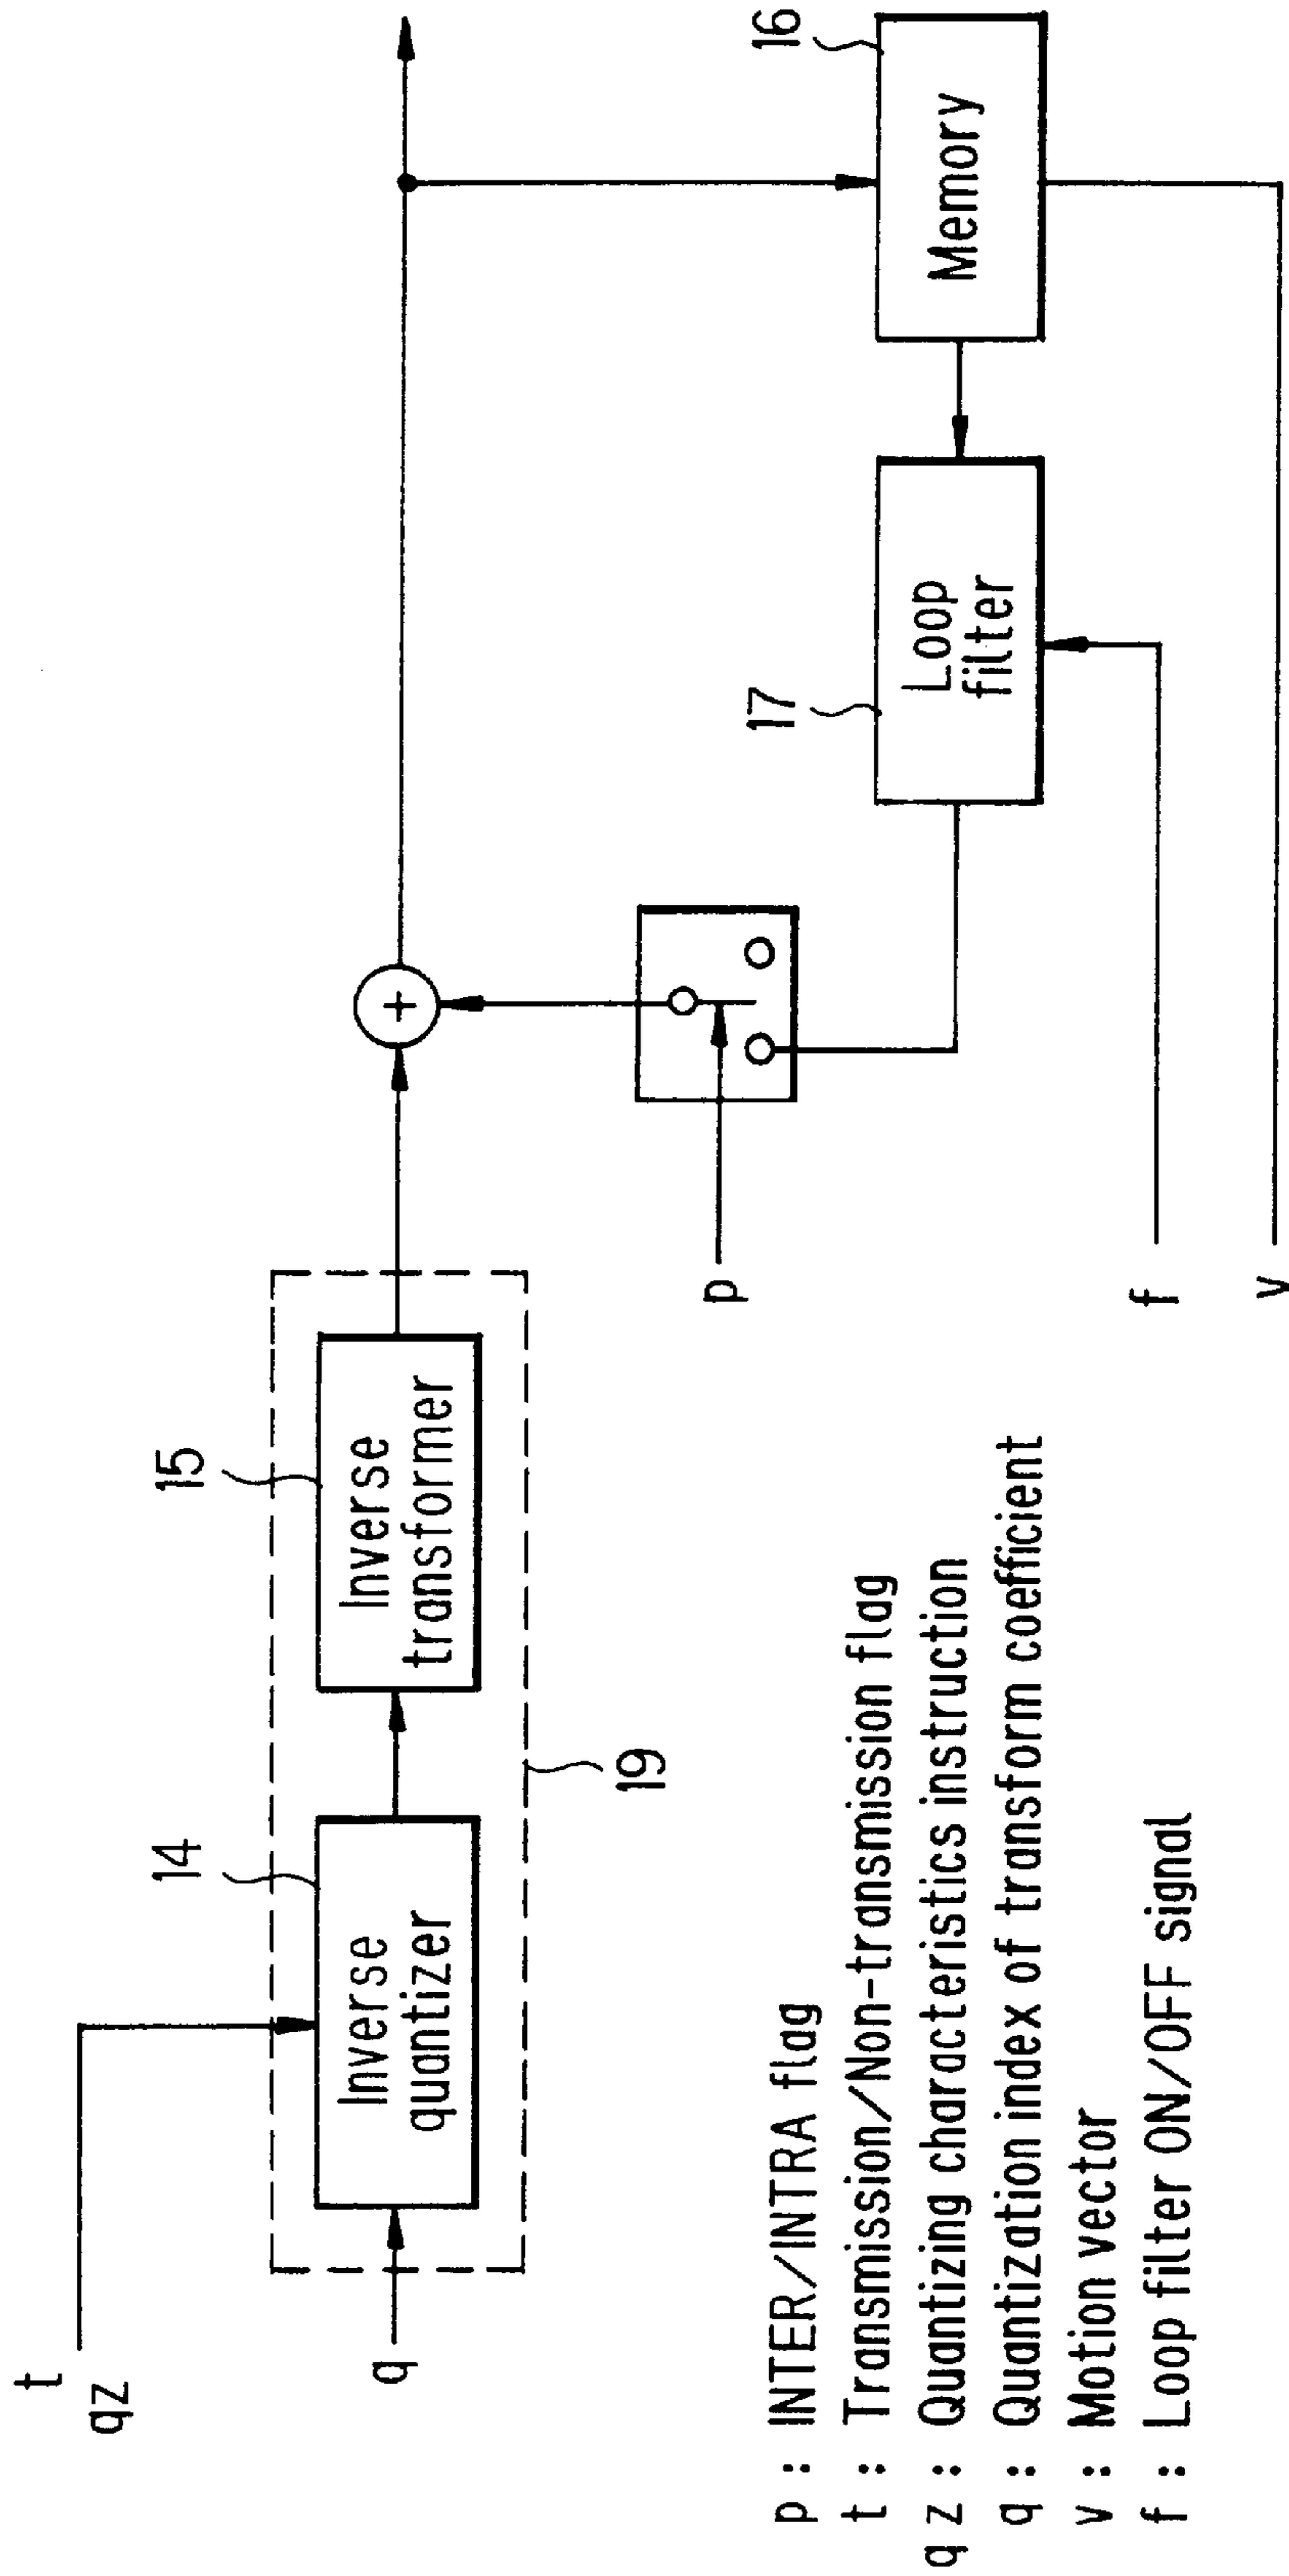 t
qz
q
14
Inverse
quantizer
15
Inverse
transformer
19
+
p
17
Loop
filter
16
Memory
f
v
p : INTER/INTRA flag
t : Transmission/Non-transmission flag
q z : Quantizing characteristics instruction
q : Quantization index of transform coefficient
v : Motion vector
f : Loop filter ON/OFF signal